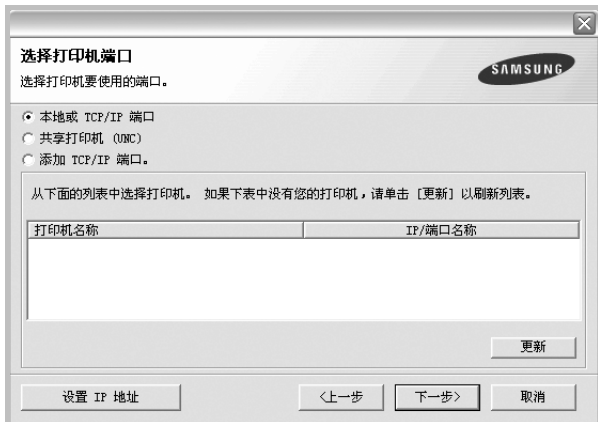 选择打印机端口
选择打印机要使用的端口。
SAMSUNG
本地或 TCP/IP 端口
共享打印机 (UNC)
添加 TCP/IP 端口。
从下面的列表中选择打印机。 如果下表中没有您的打印机，请单击 [更新] 以刷新列表。
打印机名称 IP/端口名称
更新
设置 IP 地址 <上一步 下一步> 取消